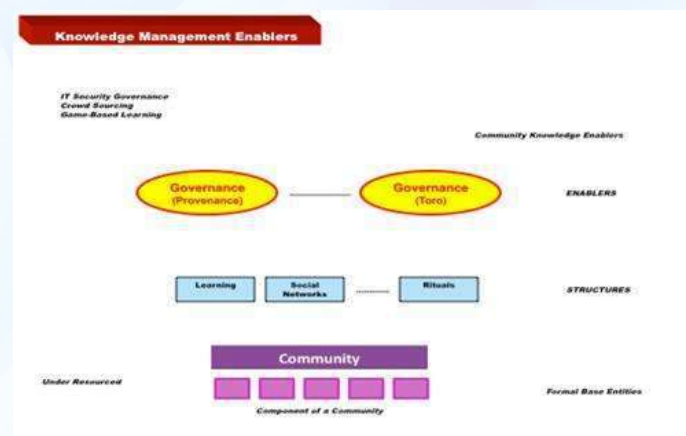 Knowledge Management Enablers
IT Security Governance
Crowd Sourcing
Game-Based Learning
Community Knowledge Enablers
Governance
(Provenance)
Governance
(Toro)
ENABLERS
Learning
Social
Networks
Rituals
STRUCTURES
Community
Under Resourced
Formal Base Entities
Component of a Community